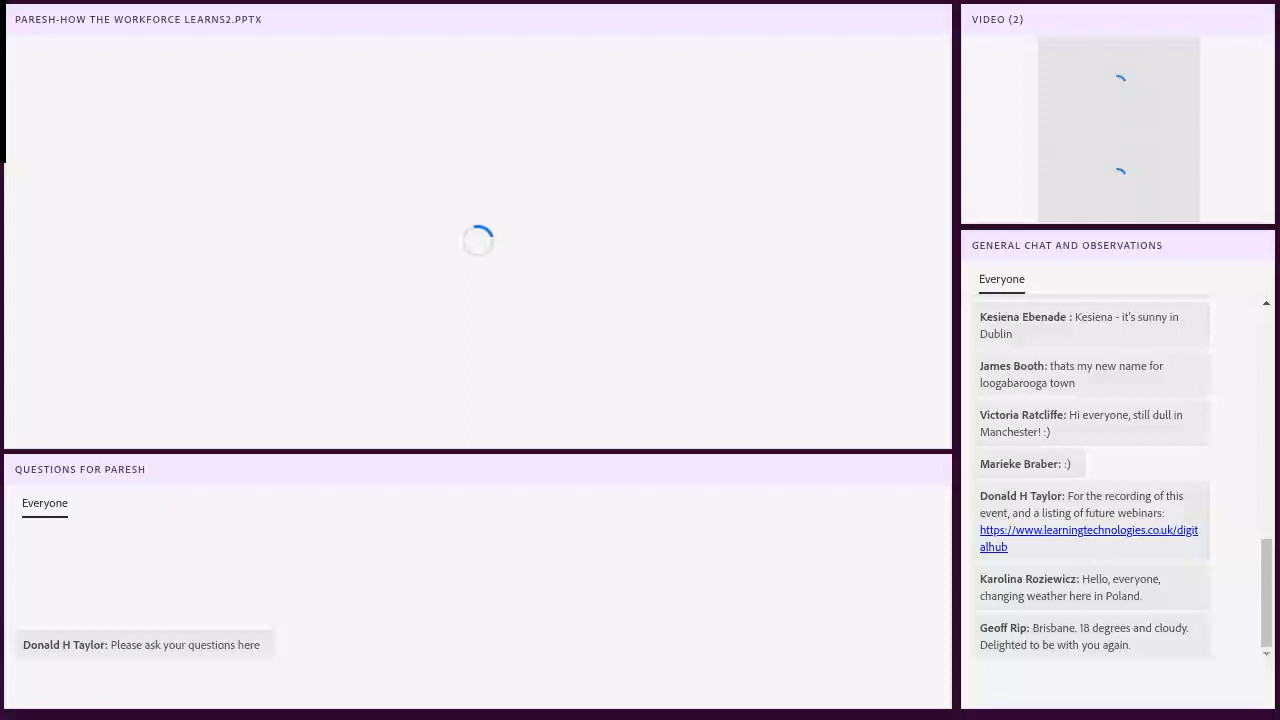 PARESH-HOW THE WORKFORCE LEARNS2.PPTX
VIDEO (2)
GENERAL CHAT AND OBSERVATIONS
Everyone
Kesiena Ebenade : Kesiena - it's sunny in
Dublin
James Booth: thats my new name for
loogabarooga town
Victoria Ratcliffe: Hi everyone, still dull in
Manchester! :)
Marieke Braber: :)
Donald H Taylor: For the recording of this
event, and a listing of future webinars:
https://www.learningtechnologies.co.uk/digit
alhub
Karolina Roziewicz: Hello, everyone,
changing weather here in Poland.
Geoff Rip: Brisbane. 18 degrees and cloudy.
Delighted to be with you again.
QUESTIONS FOR PARESH
Everyone
Donald H Taylor: Please ask your questions here